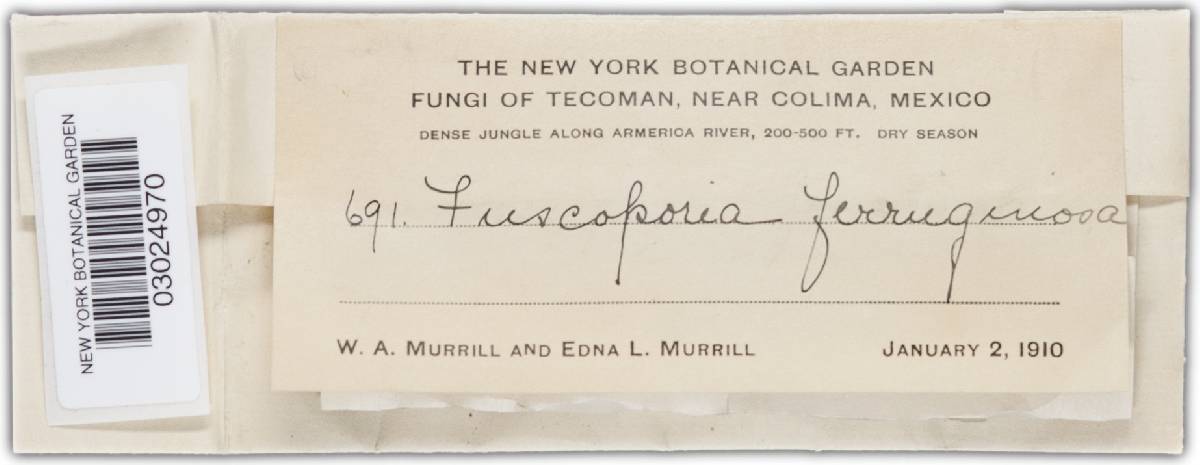 NEW YORK BOTANICAL GARDEN
03024970
THE NEW YORK BOTANICAL GARDEN
FUNGI OF TECOMAN, NEAR COLIMA, MEXICO
DENSE JUNGLE ALONG ARMERICA RIVER, 200-500 FT. DRY SEASON
691. Fuscoporia ferruginosa
W. A. MURRILL AND EDNA L. MURRILL
JANUARY 2, 1910